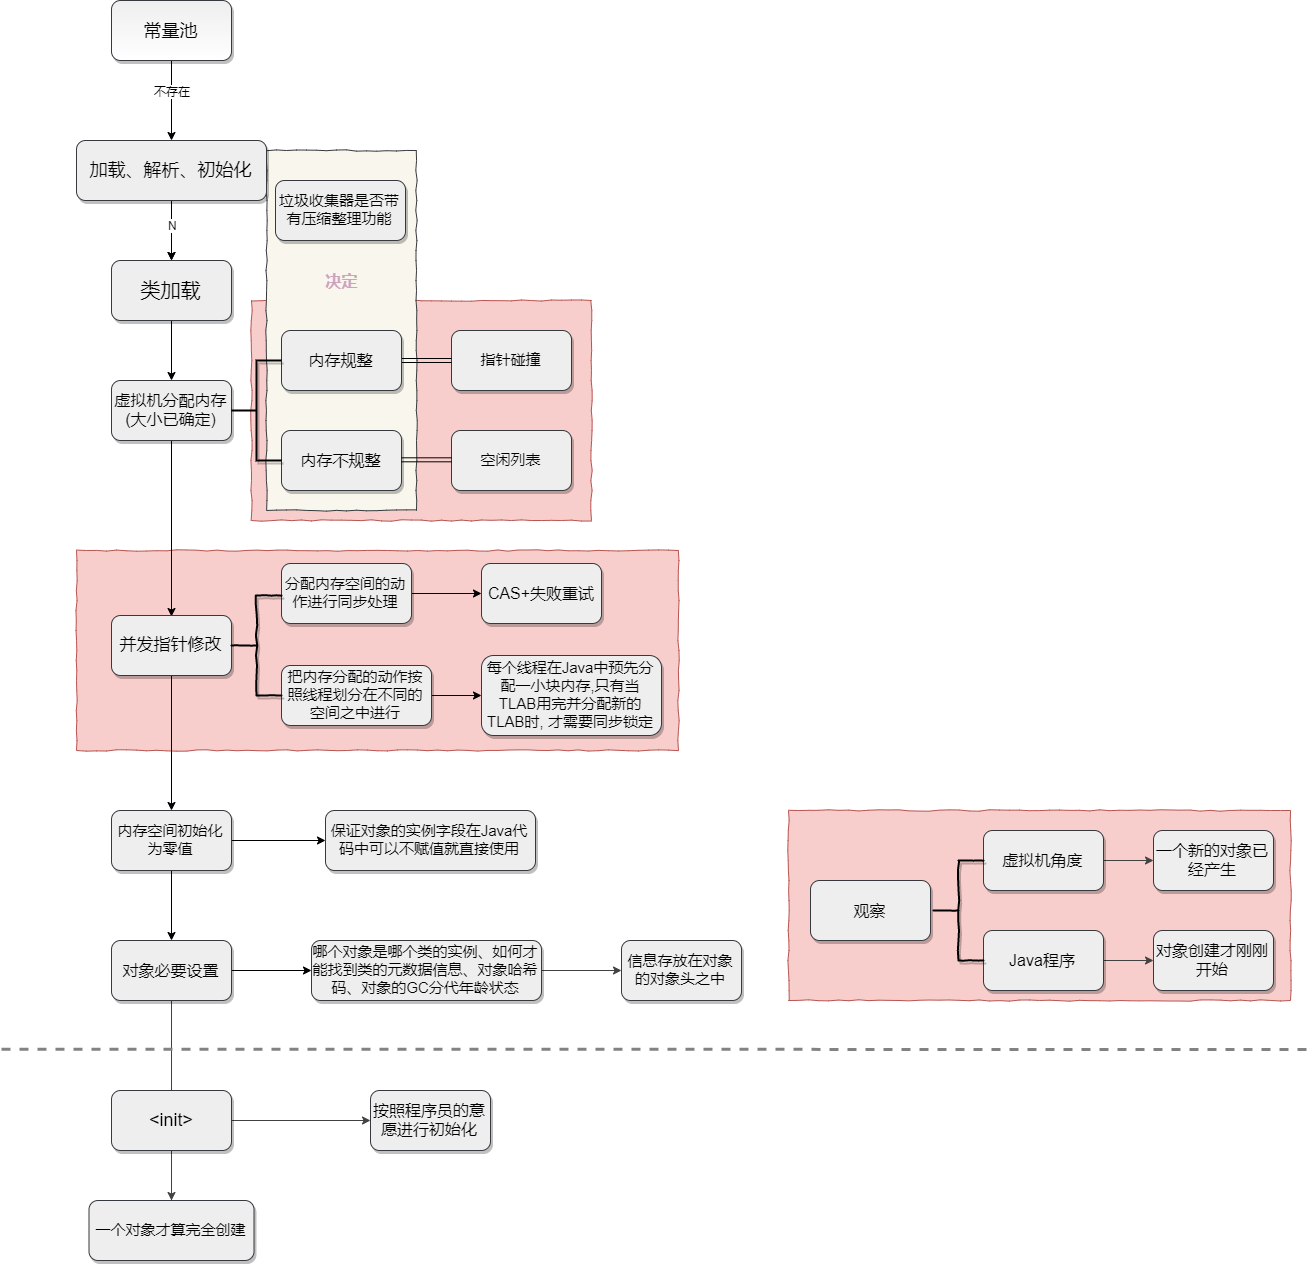 常量池
不存在
加载、解析、初始化
垃圾收集器是否带
有压缩整理功能
N
类加载
决定
内存规整
指针碰撞
虚拟机分配内存
(大小已确定)
内存不规整
空闲列表
分配内存空间的动
作进行同步处理
CAS+失败重试
并发指针修改
把内存分配的动作按
照线程划分在不同的
空间之中进行
每个线程在Java中预先分
配一小块内存,只有当
TLAB用完并分配新的
TLAB时, 才需要同步锁定
内存空间初始化
为零值
保证对象的实例字段在Java代
码中可以不赋值就直接使用
虚拟机角度
一个新的对象已
经产生
观察
Java程序
对象创建才刚刚
开始
对象必要设置
哪个对象是哪个类的实例、如何才
能找到类的元数据信息、对象哈希
码、对象的GC分代年龄状态
信息存放在对象
的对象头之中
<init>
按照程序员的意
愿进行初始化
一个对象才算完全创建